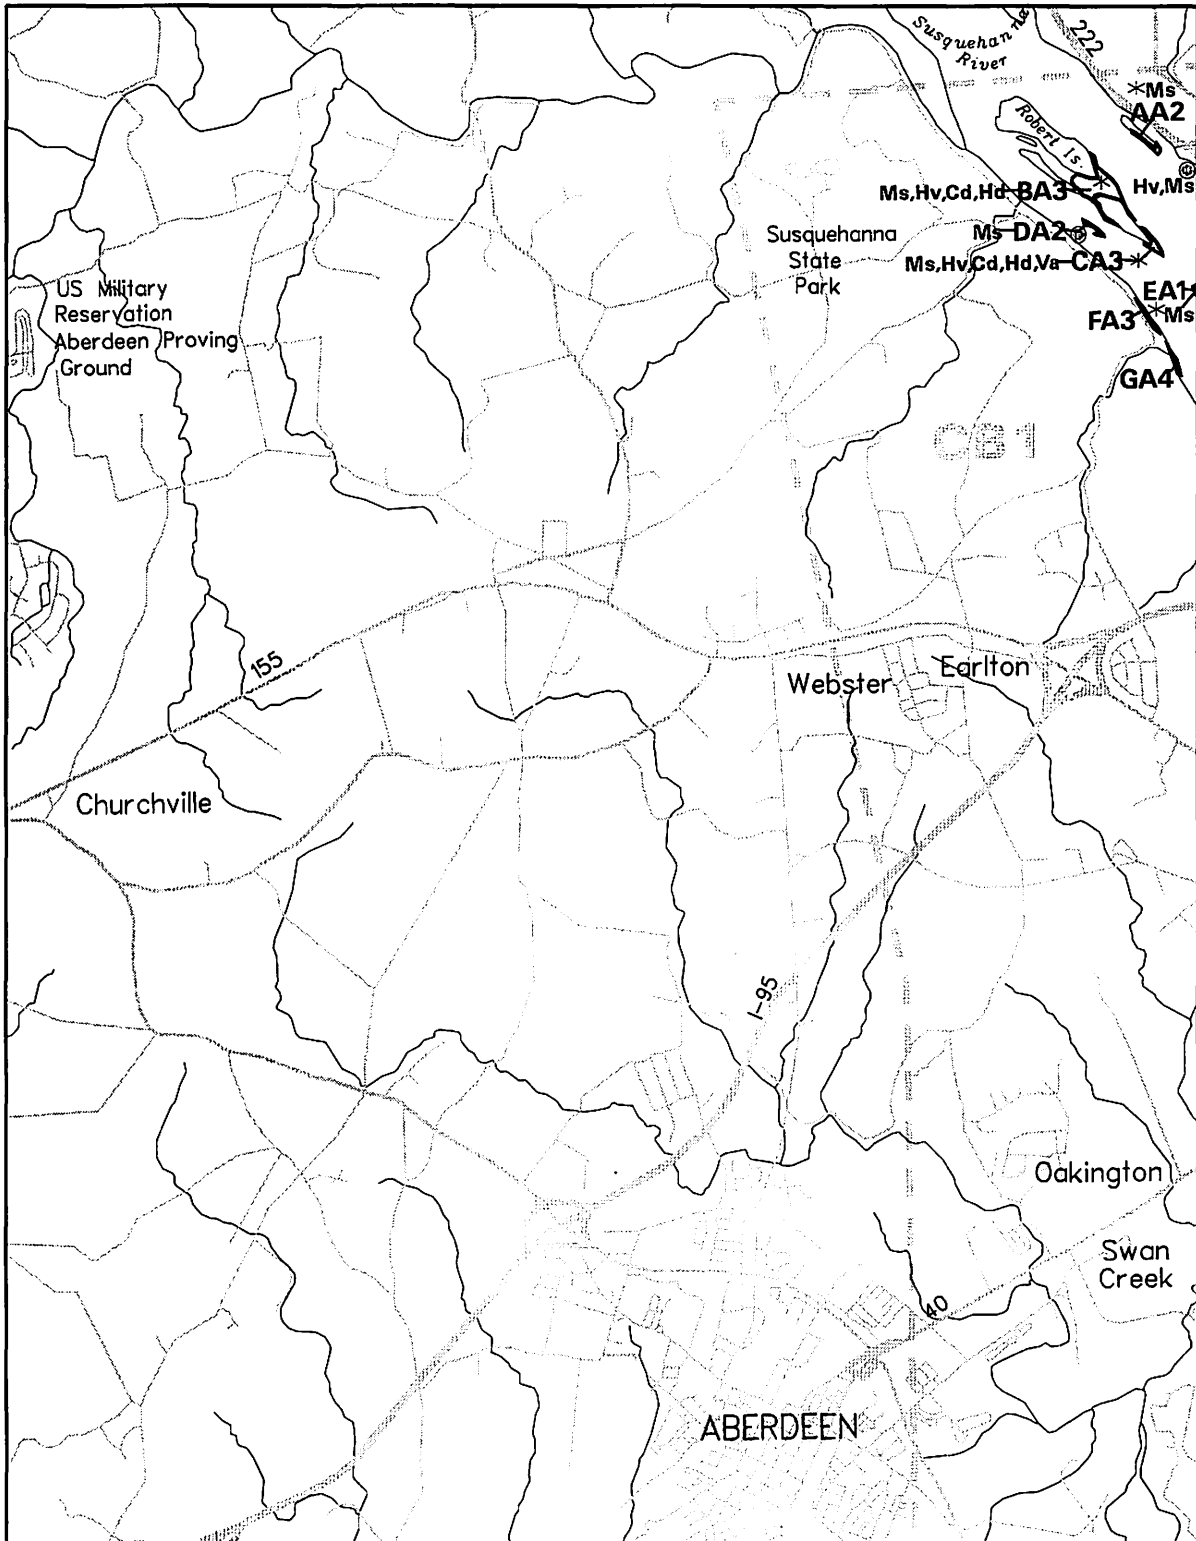 Susquehanna
River
222
*Ms
AA2
Robert Is.
Ms,Hv,Cd,Hd BA3
Hv,Ms
Susquehanna
State
Park
Ms DA2
Ms,Hv,Cd,Hd,Va CA3
US Military
Reservation
Aberdeen Proving
Ground
EA1
*Ms
FA3
GA4
CB1
155
Webster
Earlton
Churchville
I-95
Oakington
Swan
Creek
40
ABERDEEN